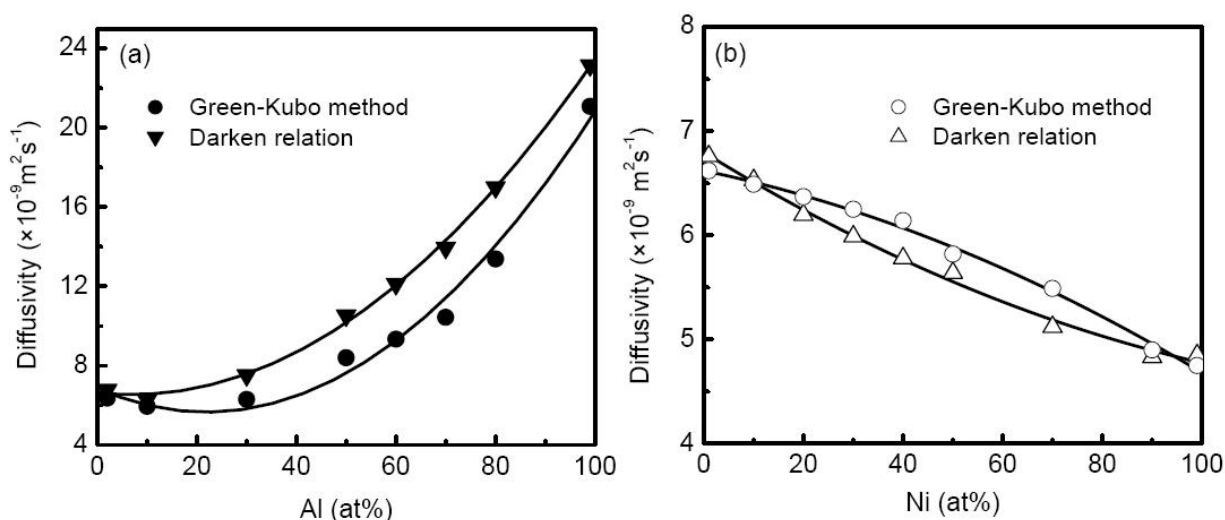 (a)
Green-Kubo method
Darken relation
Diffusivity (×10⁻⁹m²s⁻¹)
24
20
16
12
8
4
0
20
40
60
80
100
Al (at%)
(b)
Green-Kubo method
Darken relation
Diffusivity (×10⁻⁹ m²s⁻¹)
8
7
6
5
4
0
20
40
60
80
100
Ni (at%)